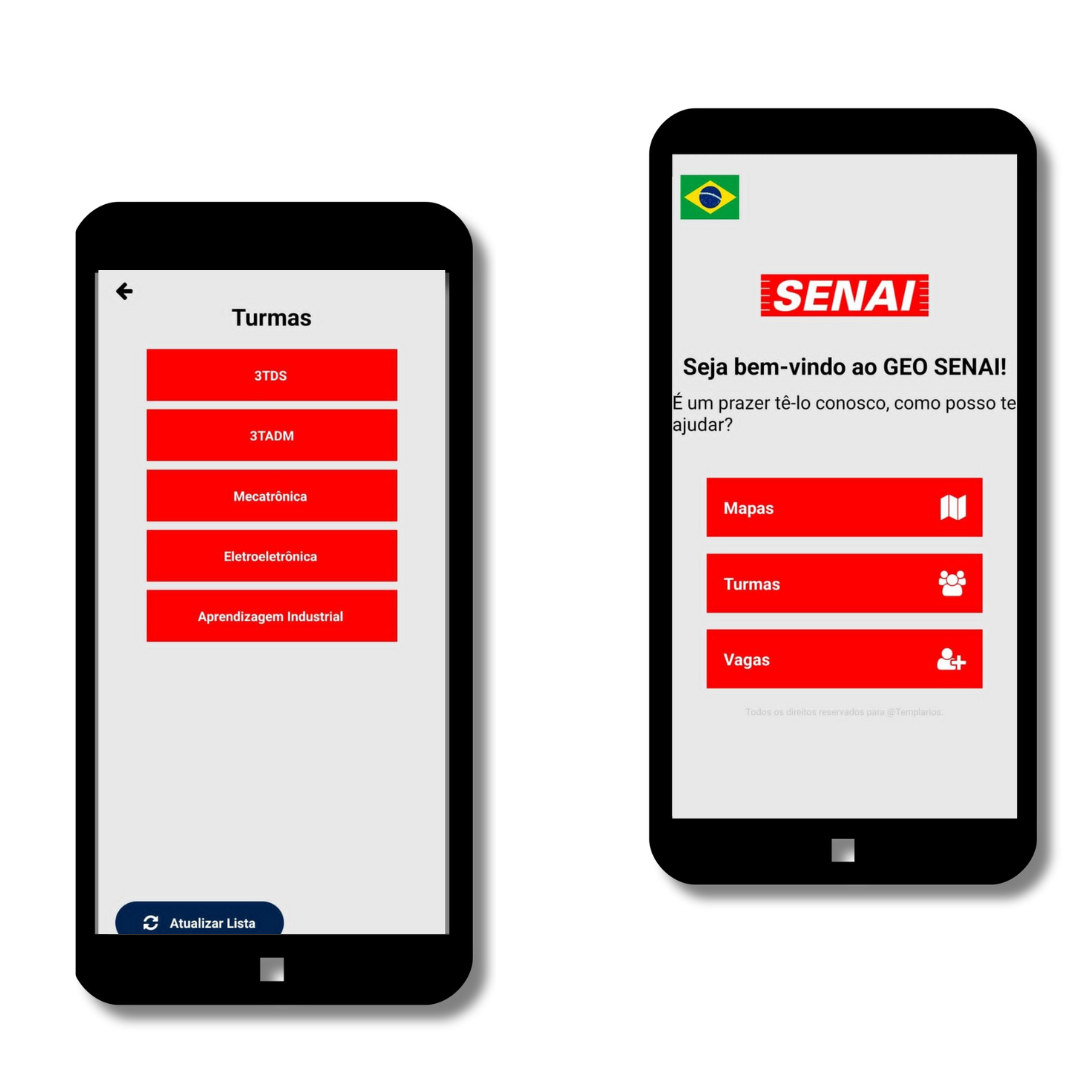 Turmas
3TDS
3TADM
Mecatrônica
Eletroeletrônica
Aprendizagem Industrial
Atualizar Lista
SENAI
Seja bem-vindo ao GEO SENAI!
É um prazer tê-lo conosco, como posso te
ajudar?
Mapas
Turmas
Vagas
Todos os direitos reservados para @Templarios.